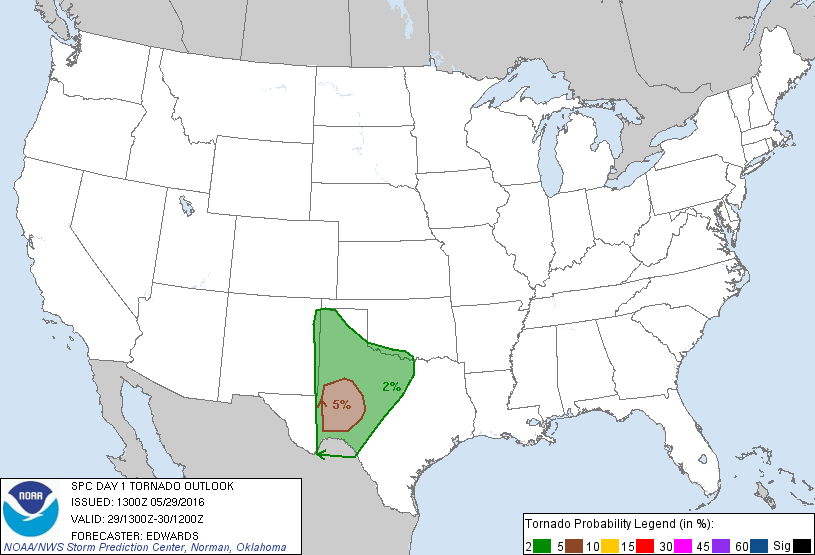 2%
5%
NOAA
SPC DAY 1 TORNADO OUTLOOK
ISSUED: 1300Z 05/29/2016
VALID: 29/1300Z-30/1200Z
FORECASTER: EDWARDS
NOAA/NWS Storm Prediction Center, Norman, Oklahoma
Tornado Probability Legend (in %):
2 5 10 15 30 45 60 Sig